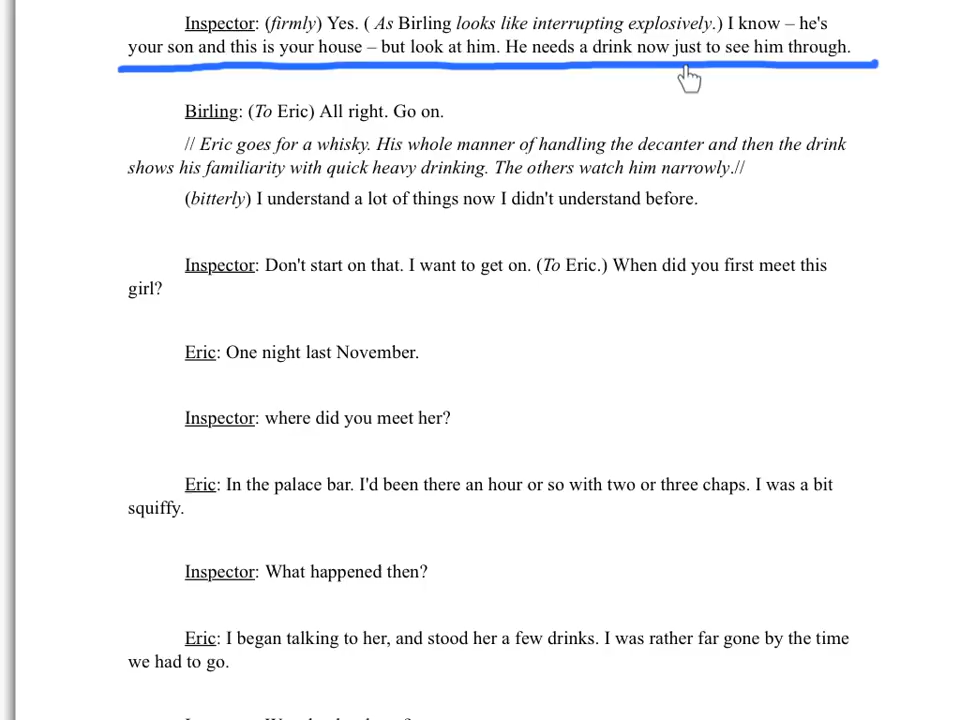 Inspector: (firmly) Yes. ( As Birling looks like interrupting explosively.) I know – he's
your son and this is your house – but look at him. He needs a drink now just to see him through.
Birling: (To Eric) All right. Go on.
// Eric goes for a whisky. His whole manner of handling the decanter and then the drink
shows his familiarity with quick heavy drinking. The others watch him narrowly.//
(bitterly) I understand a lot of things now I didn't understand before.
Inspector: Don't start on that. I want to get on. (To Eric.) When did you first meet this
girl?
Eric: One night last November.
Inspector: where did you meet her?
Eric: In the palace bar. I'd been there an hour or so with two or three chaps. I was a bit
squiffy.
Inspector: What happened then?
Eric: I began talking to her, and stood her a few drinks. I was rather far gone by the time
we had to go.